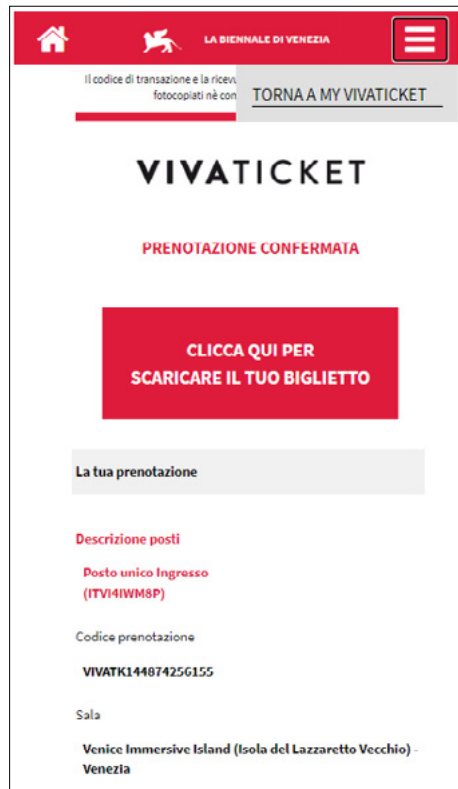 LA BIENNALE DI VENEZIA
Il codice di transazione e la ricev
fotocopiati nè con
TORNA A MY VIVATICKET
VIVATICKET
PRENOTAZIONE CONFERMATA
CLICCA QUI PER
SCARICARE IL TUO BIGLIETTO
La tua prenotazione
Descrizione posti
Posto unico Ingresso
(ITVI4IWM8P)
Codice prenotazione
VIVATK144874256155
Sala
Venice Immersive Island (Isola del Lazzaretto Vecchio) -
Venezia